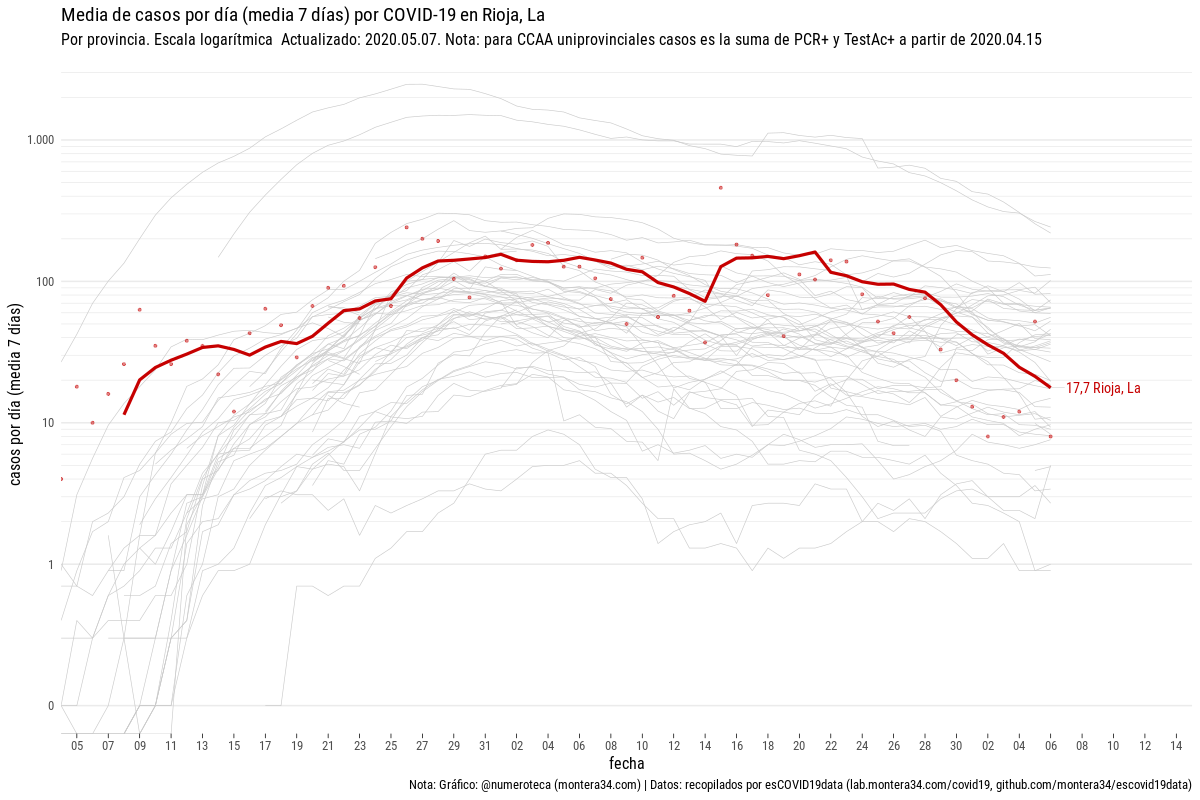 Media de casos por día (media 7 días) por COVID-19 en Rioja, La
Por provincia. Escala logarítmica  Actualizado: 2020.05.07. Nota: para CCAA uniprovinciales casos es la suma de PCR+ y TestAc+ a partir de 2020.04.15
casos por día (media 7 días)
1.000
100
10
1
0
17,7 Rioja, La
05 07 09 11 13 15 17 19 21 23 25 27 29 31 02 04 06 08 10 12 14 16 18 20 22 24 26 28 30 02 04 06 08 10 12 14
fecha
Nota: Gráfico: @numeroteca (montera34.com) | Datos: recopilados por esCOVID19data (lab.montera34.com/covid19, github.com/montera34/escovid19data)